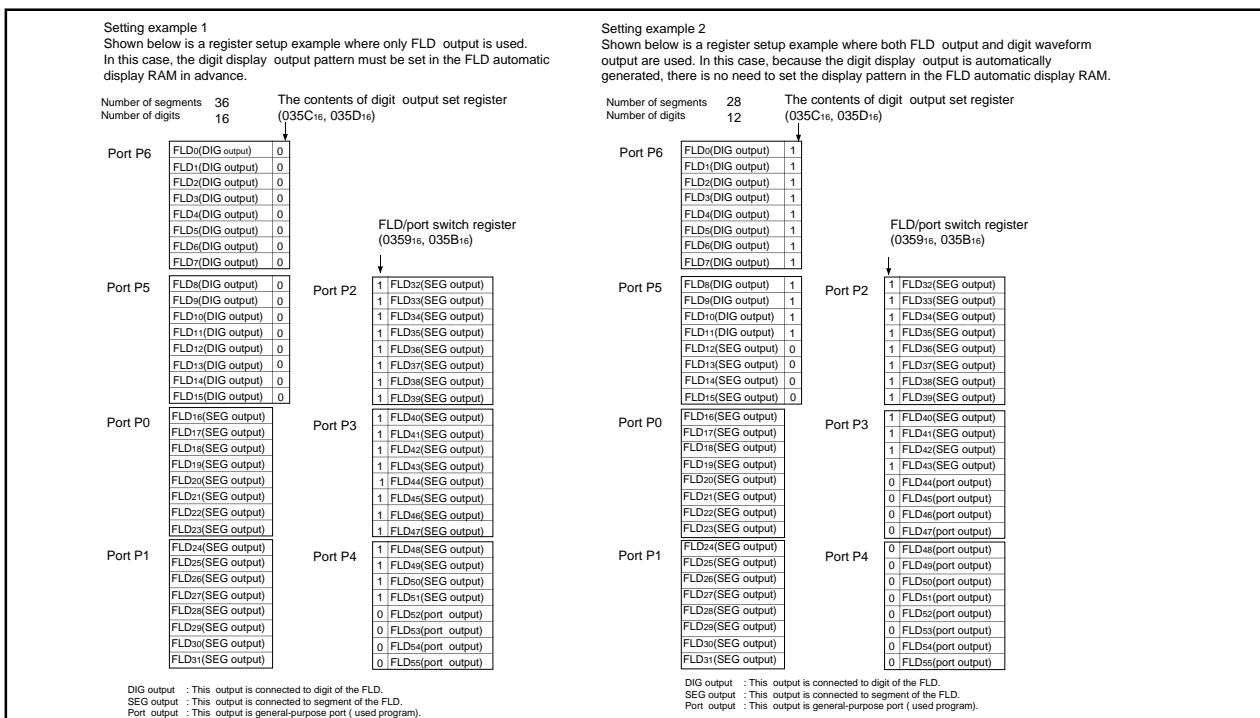 Setting example 1
Shown below is a register setup example where only FLD output is used.
In this case, the digit display output pattern must be set in the FLD automatic
display RAM in advance.
Number of segments 36
Number of digits 16
The contents of digit output set register
(035C16, 035D16)
Port P6
FLD0(DIG output) 0
FLD1(DIG output) 0
FLD2(DIG output) 0
FLD3(DIG output) 0
FLD4(DIG output) 0
FLD5(DIG output) 0
FLD6(DIG output) 0
FLD7(DIG output) 0
Port P5
FLD8(DIG output) 0
FLD9(DIG output) 0
FLD10(DIG output) 0
FLD11(DIG output) 0
FLD12(DIG output) 0
FLD13(DIG output) 0
FLD14(DIG output) 0
FLD15(DIG output) 0
Port P0
FLD16(SEG output)
FLD17(SEG output)
FLD18(SEG output)
FLD19(SEG output)
FLD20(SEG output)
FLD21(SEG output)
FLD22(SEG output)
FLD23(SEG output)
Port P1
FLD24(SEG output)
FLD25(SEG output)
FLD26(SEG output)
FLD27(SEG output)
FLD28(SEG output)
FLD29(SEG output)
FLD30(SEG output)
FLD31(SEG output)
FLD/port switch register
(035916, 035B16)
Port P2
1 FLD32(SEG output)
1 FLD33(SEG output)
1 FLD34(SEG output)
1 FLD35(SEG output)
1 FLD36(SEG output)
1 FLD37(SEG output)
1 FLD38(SEG output)
1 FLD39(SEG output)
Port P3
1 FLD40(SEG output)
1 FLD41(SEG output)
1 FLD42(SEG output)
1 FLD43(SEG output)
1 FLD44(SEG output)
1 FLD45(SEG output)
1 FLD46(SEG output)
1 FLD47(SEG output)
Port P4
1 FLD48(SEG output)
1 FLD49(SEG output)
1 FLD50(SEG output)
1 FLD51(SEG output)
0 FLD52(port output)
0 FLD53(port output)
0 FLD54(port output)
0 FLD55(port output)
DIG output : This output is connected to digit of the FLD.
SEG output : This output is connected to segment of the FLD.
Port output : This output is general-purpose port ( used program).
Setting example 2
Shown below is a register setup example where both FLD output and digit waveform
output are used. In this case, because the digit display output is automatically
generated, there is no need to set the display pattern in the FLD automatic display RAM.
Number of segments 28
Number of digits 12
The contents of digit output set register
(035C16, 035D16)
Port P6
FLD0(DIG output) 1
FLD1(DIG output) 1
FLD2(DIG output) 1
FLD3(DIG output) 1
FLD4(DIG output) 1
FLD5(DIG output) 1
FLD6(DIG output) 1
FLD7(DIG output) 1
Port P5
FLD8(DIG output) 1
FLD9(DIG output) 1
FLD10(DIG output) 1
FLD11(DIG output) 1
FLD12(SEG output) 0
FLD13(SEG output) 0
FLD14(SEG output) 0
FLD15(SEG output) 0
Port P0
FLD16(SEG output)
FLD17(SEG output)
FLD18(SEG output)
FLD19(SEG output)
FLD20(SEG output)
FLD21(SEG output)
FLD22(SEG output)
FLD23(SEG output)
Port P1
FLD24(SEG output)
FLD25(SEG output)
FLD26(SEG output)
FLD27(SEG output)
FLD28(SEG output)
FLD29(SEG output)
FLD30(SEG output)
FLD31(SEG output)
FLD/port switch register
(035916, 035B16)
Port P2
1 FLD32(SEG output)
1 FLD33(SEG output)
1 FLD34(SEG output)
1 FLD35(SEG output)
1 FLD36(SEG output)
1 FLD37(SEG output)
1 FLD38(SEG output)
1 FLD39(SEG output)
Port P3
1 FLD40(SEG output)
1 FLD41(SEG output)
1 FLD42(SEG output)
1 FLD43(SEG output)
0 FLD44(port output)
0 FLD45(port output)
0 FLD46(port output)
0 FLD47(port output)
Port P4
0 FLD48(port output)
0 FLD49(port output)
0 FLD50(port output)
0 FLD51(port output)
0 FLD52(port output)
0 FLD53(port output)
0 FLD54(port output)
0 FLD55(port output)
DIG output : This output is connected to digit of the FLD.
SEG output : This output is connected to segment of the FLD.
Port output : This output is general-purpose port ( used program).